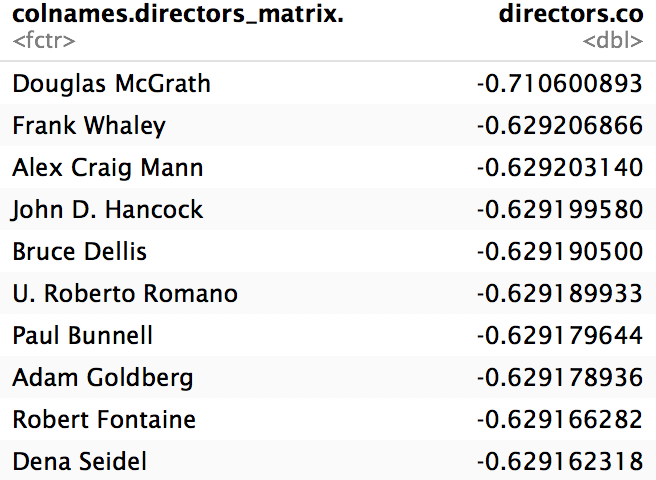 colnames.directors_matrix. directors.co
<fctr> <dbl>
Douglas McGrath -0.710600893
Frank Whaley -0.629206866
Alex Craig Mann -0.629203140
John D. Hancock -0.629199580
Bruce Dellis -0.629190500
U. Roberto Romano -0.629189933
Paul Bunnell -0.629179644
Adam Goldberg -0.629178936
Robert Fontaine -0.629166282
Dena Seidel -0.629162318